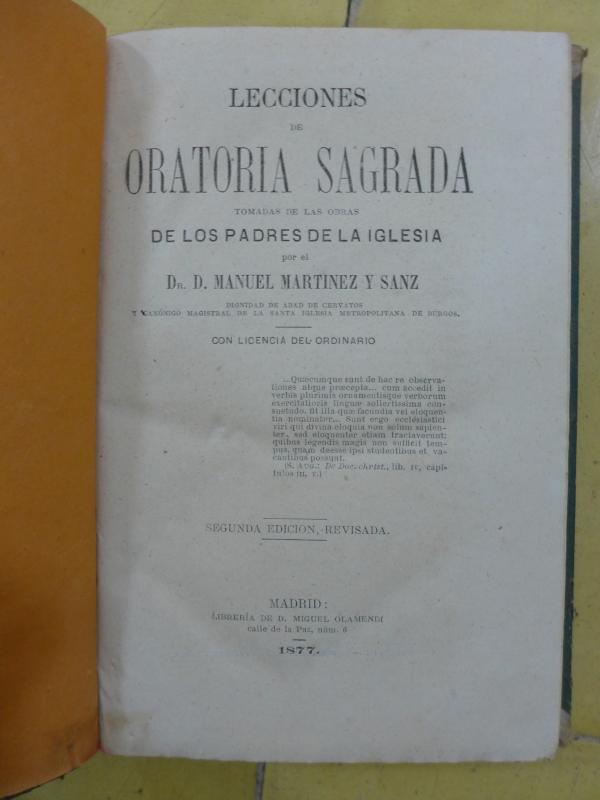 LECCIONES
DE
ORATORIA SAGRADA
TOMADAS DE LAS OBRAS
DE LOS PADRES DE LA IGLESIA
por el
DR. D. MANUEL MARTINEZ Y SANZ
DIGNIDAD DE ABAD DE CERVATOS
Y CANÓNIGO MAGISTRAL DE LA SANTA IGLESIA METROPOLITANA DE BÚRGOS.
CON LICENCIA DEL ORDINARIO
...Quæcumque sunt de hac re observa-
tiones atque præcepta... cum accedit in
verbis plurimis ornamentisque verborum
exercitatioris linguæ sollertissima con-
suetudo, fit illa quæ facundia vel eloquen-
tia nominatur... Sunt ergo ecclesiastici
viri qui divina eloquia non solum sapien-
ter, sed eloquenter etiam tractaverunt;
quibus legendis magis non sufficit tem-
pus, quam deesse ipsi studentibus et va-
cantibus possunt.
(S. AUG.: De Doc. christ., lib. IV, capí-
tulos III, V.)
SEGUNDA EDICION, REVISADA.
MADRID:
LIBRERÍA DE D. MIGUEL OLAMENDI
calle de la Paz, núm. 6
1877.